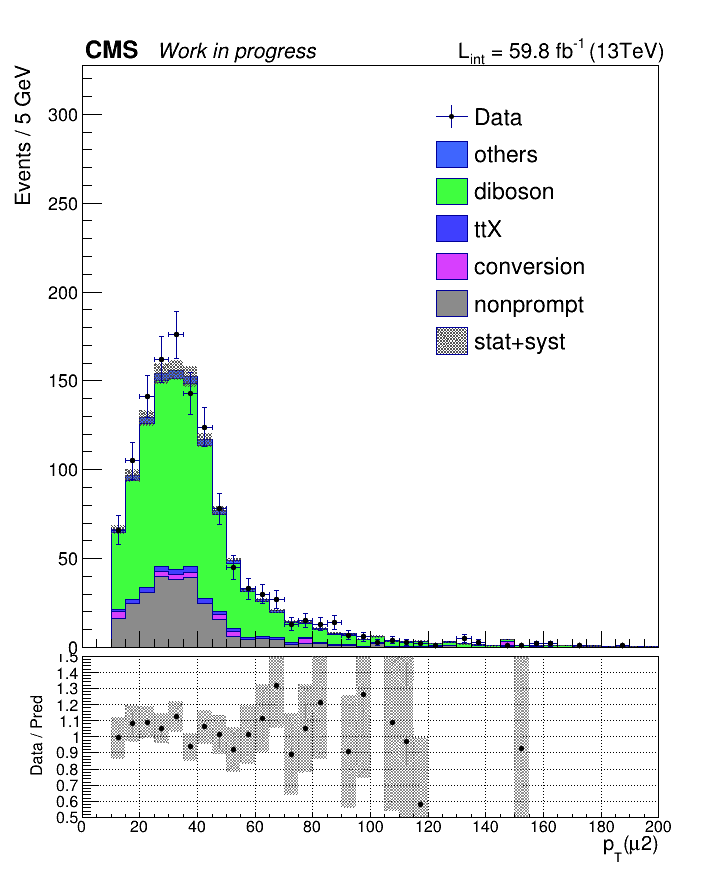 CMS Work in progress L_int = 59.8 fb^-1 (13TeV)
Events / 5 GeV
300
250
200
150
100
50
0
Data
others
diboson
ttX
conversion
nonprompt
stat+syst
Data / Pred
1.5
1.4
1.3
1.2
1.1
1
0.9
0.8
0.7
0.6
0.5
0 20 40 60 80 100 120 140 160 180 200
p_T(μ2)